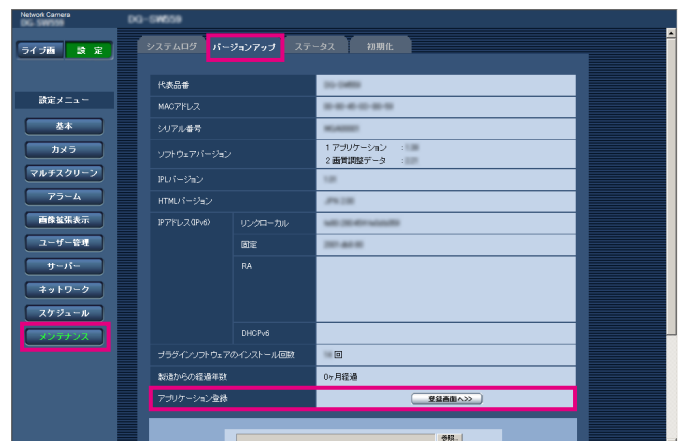 Network Camera
ライブ画
設 定
設定メニュー
基本
カメラ
マルチスクリーン
アラーム
画像拡張表示
ユーザー管理
サーバー
ネットワーク
スケジュール
メンテナンス
システムログ
バージョンアップ
ステータス
初期化
代表品番
MACアドレス
シリアル番号
ソフトウェアバージョン
1 アプリケーション :
2 画質調整データ :
IPLバージョン
HTMLバージョン
IPアドレス(IPv6)
リンクローカル
固定
RA
DHCPv6
プラグインソフトウェアのインストール回数
回
製造からの経過年数
0ヶ月経過
アプリケーション登録
登録画面へ>>
参照...